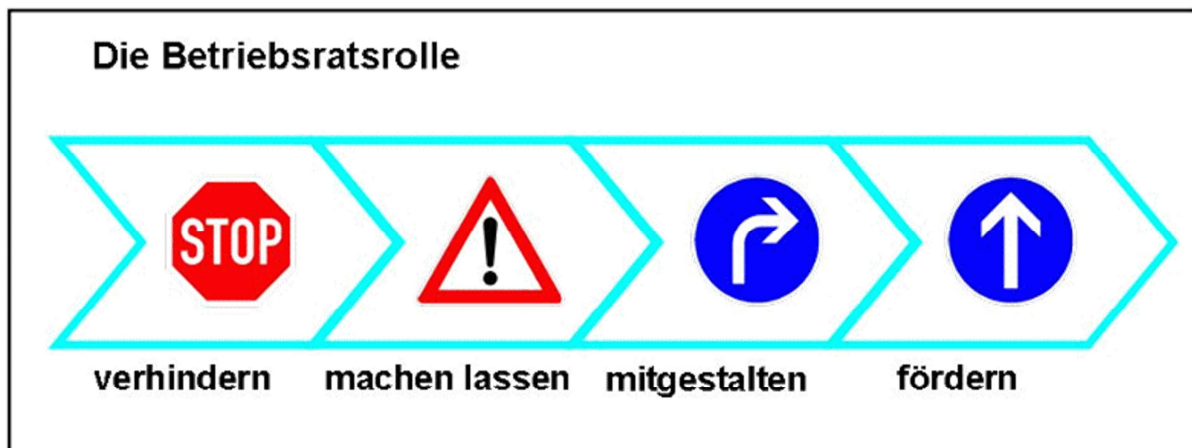 Die Betriebsratsrolle
STOP
!
verhindern machen lassen mitgestalten fördern